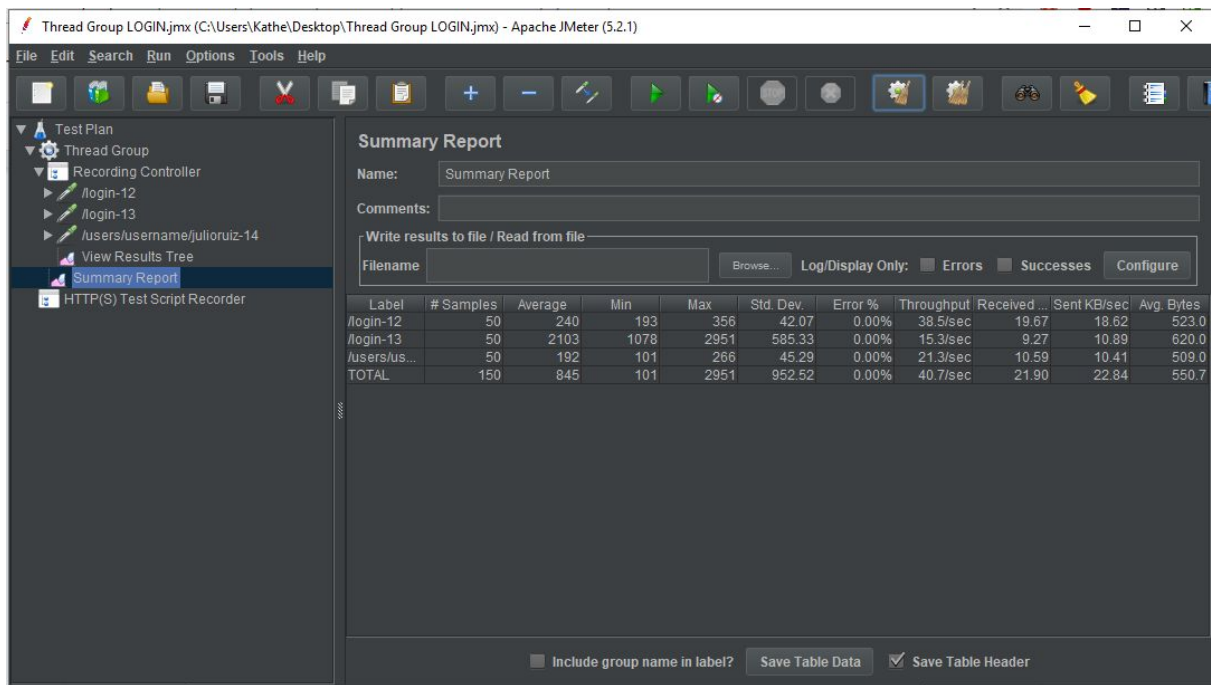 Thread Group LOGIN.jmx (C:\Users\Kathe\Desktop\Thread Group LOGIN.jmx) - Apache JMeter (5.2.1)
File Edit Search Run Options Tools Help
STOP
Test Plan
Thread Group
Recording Controller
/login-12
/login-13
/users/username/julioruiz-14
View Results Tree
Summary Report
HTTP(S) Test Script Recorder
Summary Report
Name: Summary Report
Comments:
Write results to file / Read from file
Filename Browse... Log/Display Only: Errors Successes Configure
Label # Samples Average Min Max Std. Dev. Error % Throughput Received ... Sent KB/sec Avg. Bytes
/login-12 50 240 193 356 42.07 0.00% 38.5/sec 19.67 18.62 523.0
/login-13 50 2103 1078 2951 585.33 0.00% 15.3/sec 9.27 10.89 620.0
/users/us... 50 192 101 266 45.29 0.00% 21.3/sec 10.59 10.41 509.0
TOTAL 150 845 101 2951 952.52 0.00% 40.7/sec 21.90 22.84 550.7
Include group name in label? Save Table Data Save Table Header